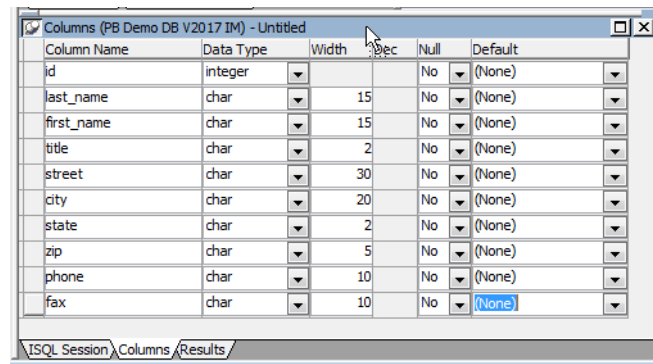 Columns (PB Demo DB V2017 IM) - Untitled
Column Name Data Type Width Dec Null Default
id integer No (None)
last_name char 15 No (None)
first_name char 15 No (None)
title char 2 No (None)
street char 30 No (None)
city char 20 No (None)
state char 2 No (None)
zip char 5 No (None)
phone char 10 No (None)
fax char 10 No (None)
ISQL Session Columns Results